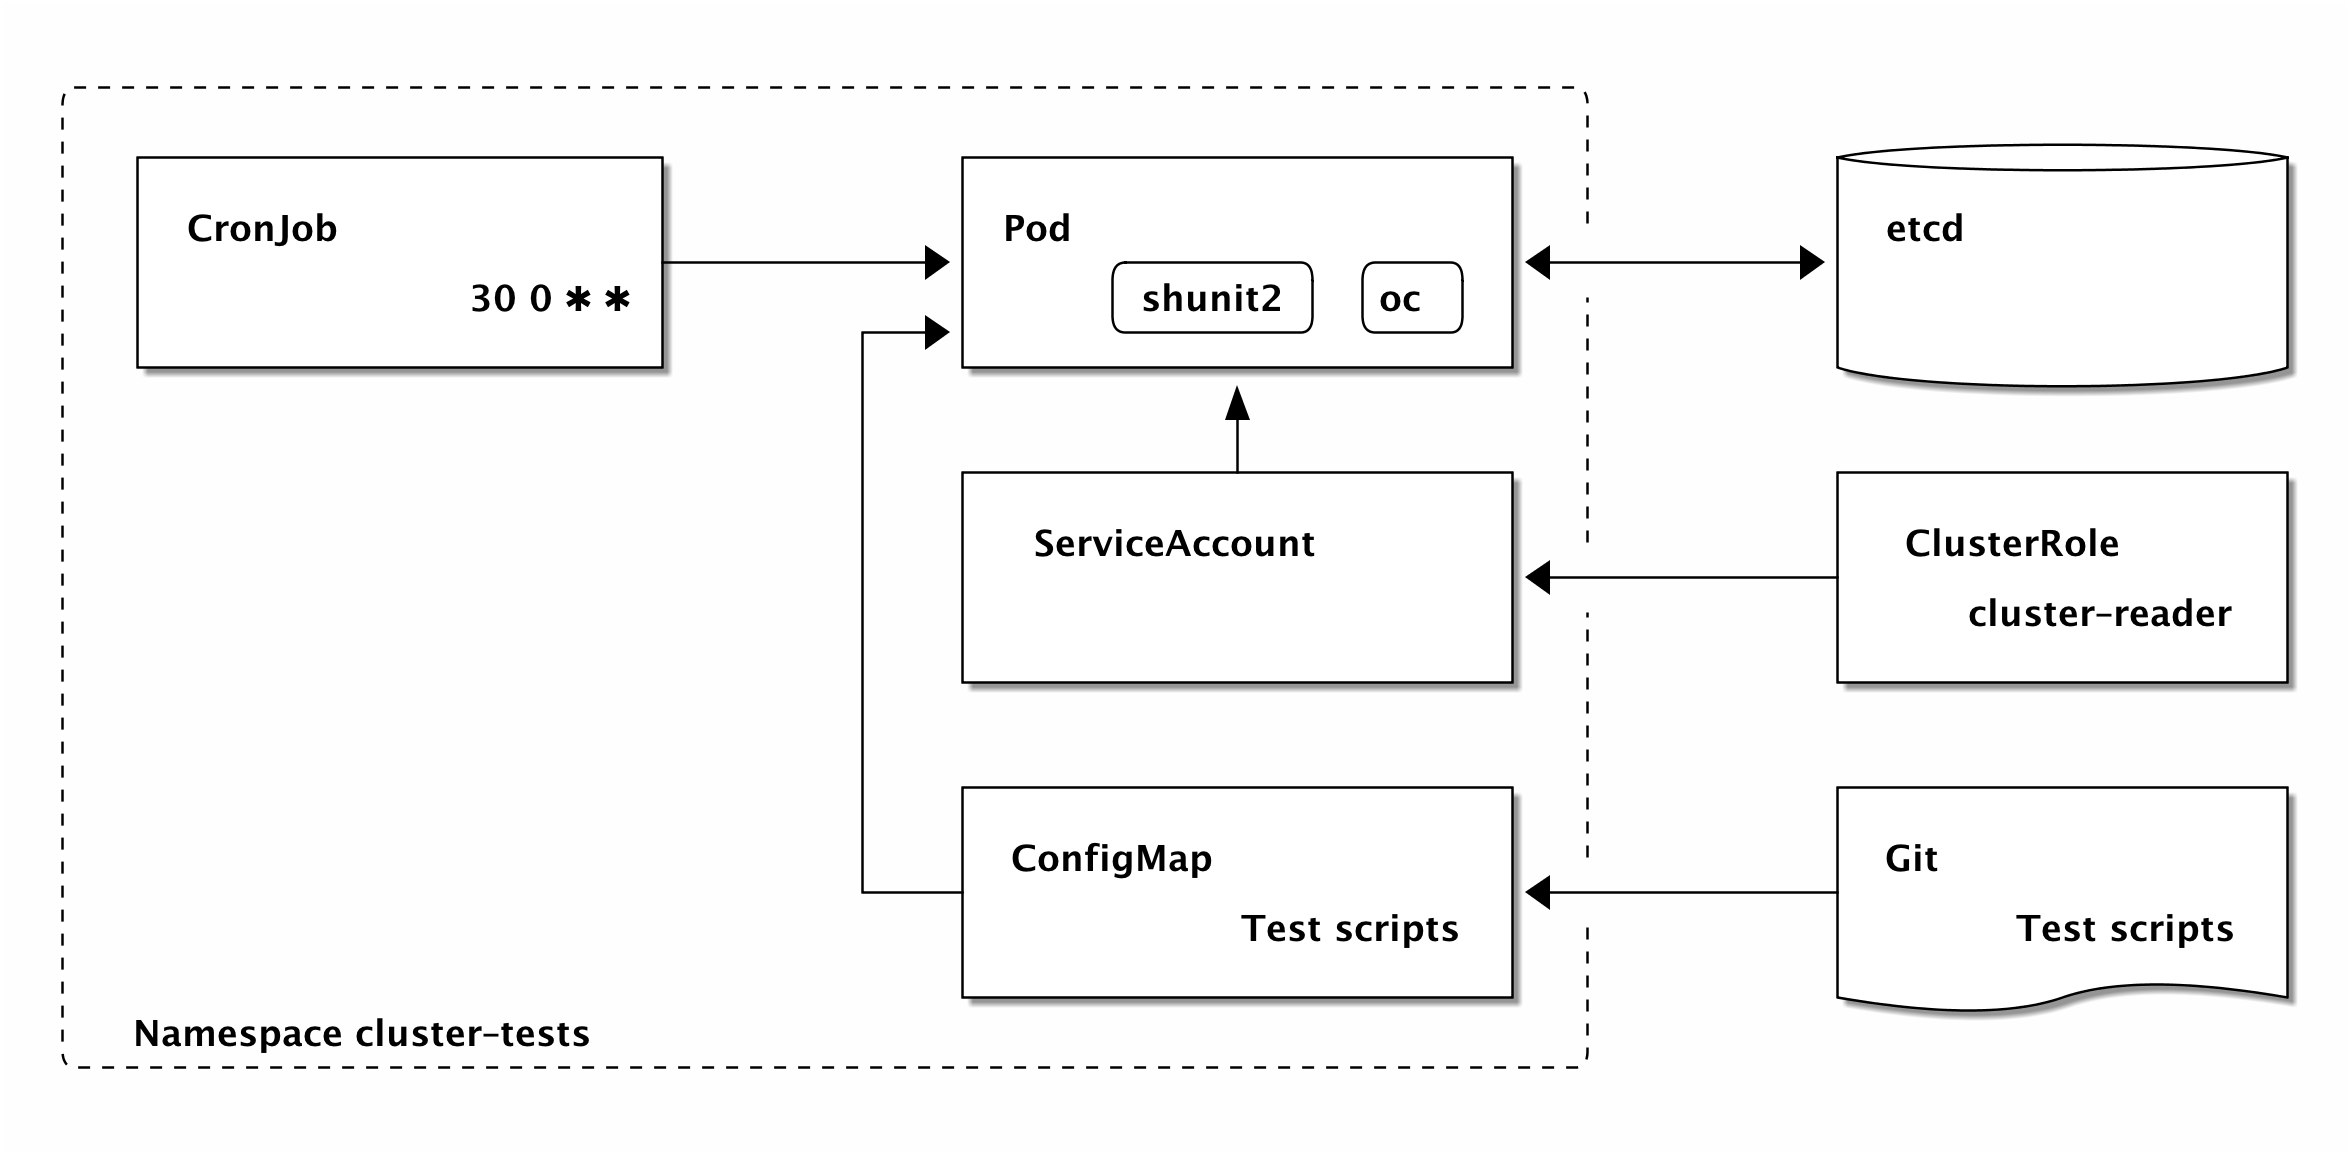 CronJob
30 0 ✱ ✱
Pod
shunit2
oc
etcd
ServiceAccount
ClusterRole
cluster-reader
ConfigMap
Test scripts
Git
Test scripts
Namespace cluster-tests